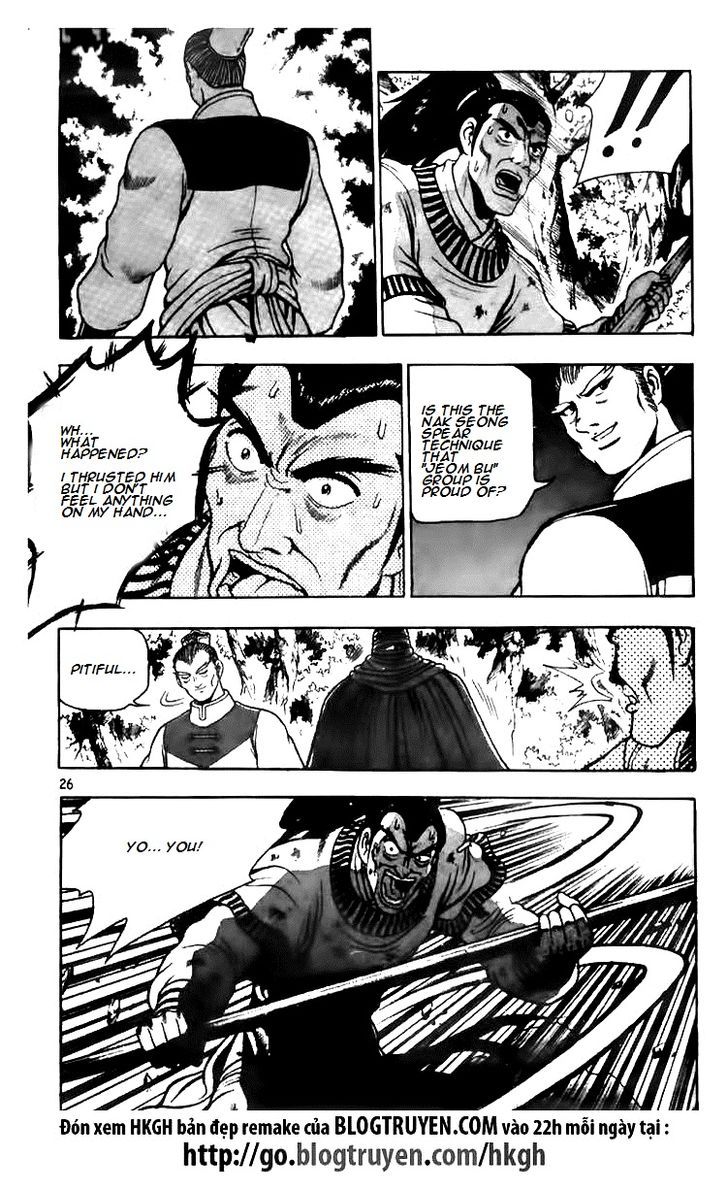 !!
WH...
WHAT
HAPPENED?
I THRUSTED HIM
BUT I DON'T
FEEL ANYTHING
ON MY HAND...
IS THIS THE
NAK SEONG
SPEAR
TECHNIQUE
THAT
"JEOM BU"
GROUP IS
PROUD OF?
PITIFUL...
26
YO... YOU!
Đón xem HKGH bản đẹp remake của BLOGTRUYEN.COM vào 22h mỗi ngày tại :
http://go.blogtruyen.com/hkgh